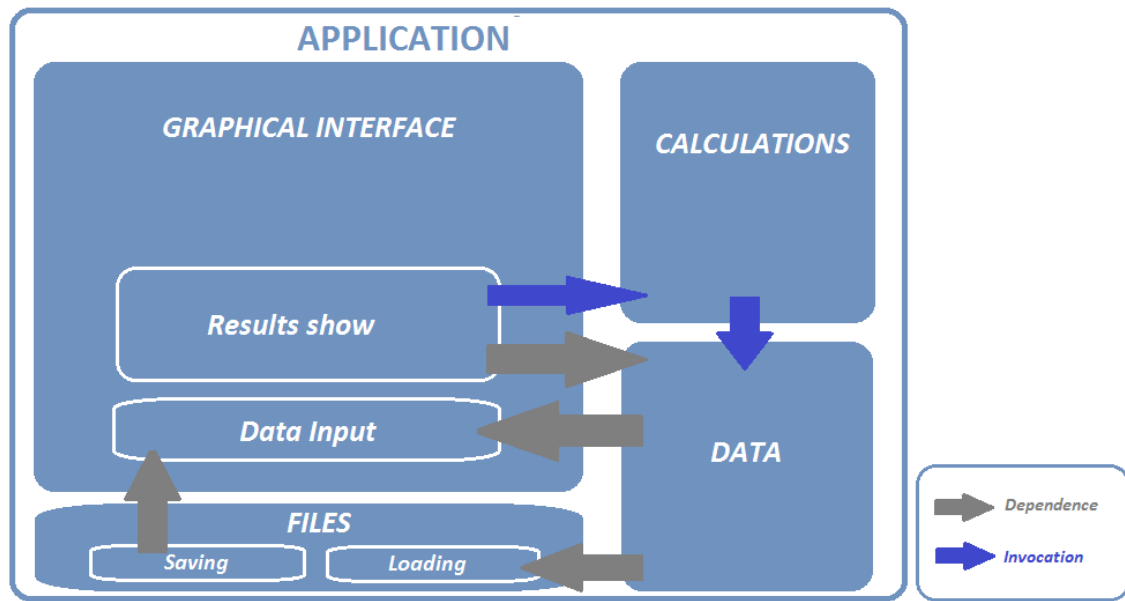 APPLICATION
GRAPHICAL INTERFACE
CALCULATIONS
Results show
Data Input
DATA
FILES
Saving
Loading
Dependence
Invocation